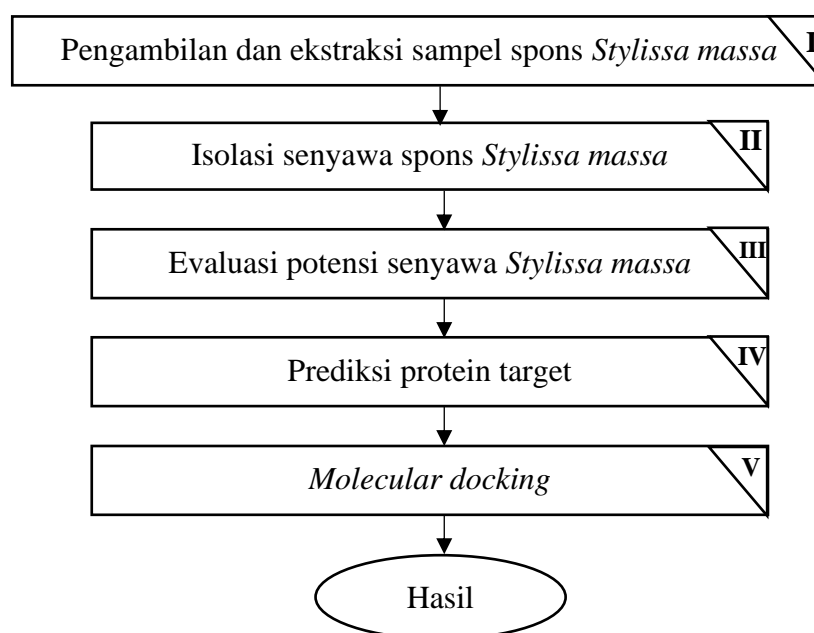 Pengambilan dan ekstraksi sampel spons Stylissa massa
I
Isolasi senyawa spons Stylissa massa
II
Evaluasi potensi senyawa Stylissa massa
III
Prediksi protein target
IV
Molecular docking
V
Hasil